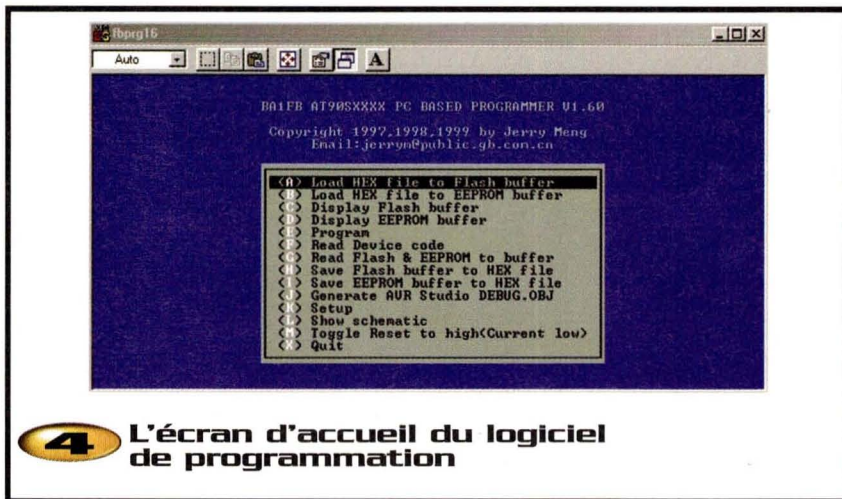 fbprg16
Auto
A
BA1FB AT90SXXXX PC BASED PROGRAMMER V1.60
Copyright 1997,1998,1999 by Jerry Meng
Email:jerrym@public.gb.com.cn
<A> Load HEX file to Flash buffer
<B> Load HEX file to EEPROM buffer
<C> Display Flash buffer
<D> Display EEPROM buffer
<E> Program
<F> Read Device code
<G> Read Flash & EEPROM to buffer
<H> Save Flash buffer to HEX file
<I> Save EEPROM buffer to HEX file
<J> Generate AVR Studio DEBUG.OBJ
<K> Setup
<L> Show schematic
<M> Toggle Reset to high<Current low>
<X> Quit
4 L'écran d'accueil du logiciel
de programmation